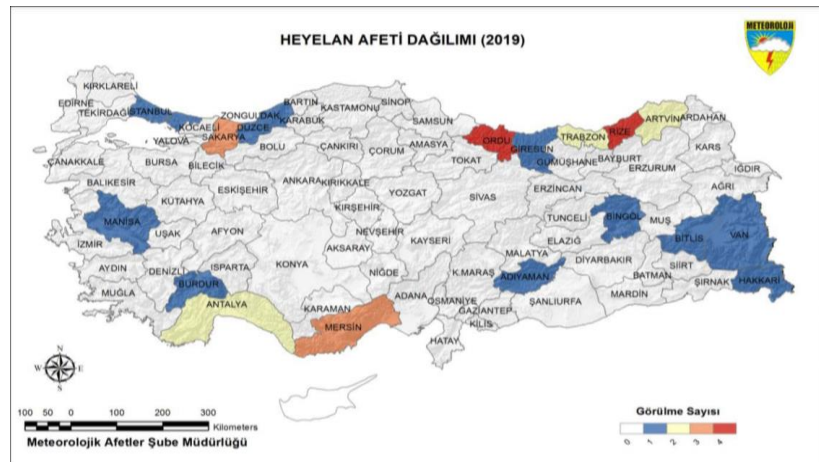 METEOROLOJİ
HEYELAN AFETİ DAĞILIMI (2019)
KIRKLARELİ
EDİRNE
TEKİRDAĞ
İSTANBUL
KOCAELİ
YALOVA
SAKARYA
DÜZCE
ZONGULDAK
BARTIN
KARABÜK
KASTAMONU
SİNOP
SAMSUN
ORDU
GİRESUN
TRABZON
RİZE
ARTVİN
ARDAHAN
ÇANAKKALE
BURSA
BİLECİK
BOLU
ÇANKIRI
ÇORUM
AMASYA
TOKAT
GÜMÜŞHANE
BAYBURT
ERZURUM
KARS
IĞDIR
BALIKESİR
KÜTAHYA
ESKİŞEHİR
ANKARA
KIRIKKALE
YOZGAT
SİVAS
ERZİNCAN
AĞRI
MANİSA
UŞAK
AFYON
KIRŞEHİR
NEVŞEHİR
KAYSERİ
TUNCELİ
BİNGÖL
MUŞ
BİTLİS
VAN
İZMİR
AYDIN
DENİZLİ
ISPARTA
KONYA
AKSARAY
NİĞDE
MALATYA
ELAZIĞ
DİYARBAKIR
BATMAN
SİİRT
HAKKARİ
MUĞLA
BURDUR
ANTALYA
KARAMAN
MERSİN
ADANA
K.MARAŞ
OSMANİYE
GAZİANTEP
KİLİS
ADIYAMAN
ŞANLIURFA
MARDİN
ŞIRNAK
HATAY
N
W E
S
100 50 0 100 200 300
Kilometers
Meteorolojik Afetler Şube Müdürlüğü
Görülme Sayısı
0 1 2 3 4